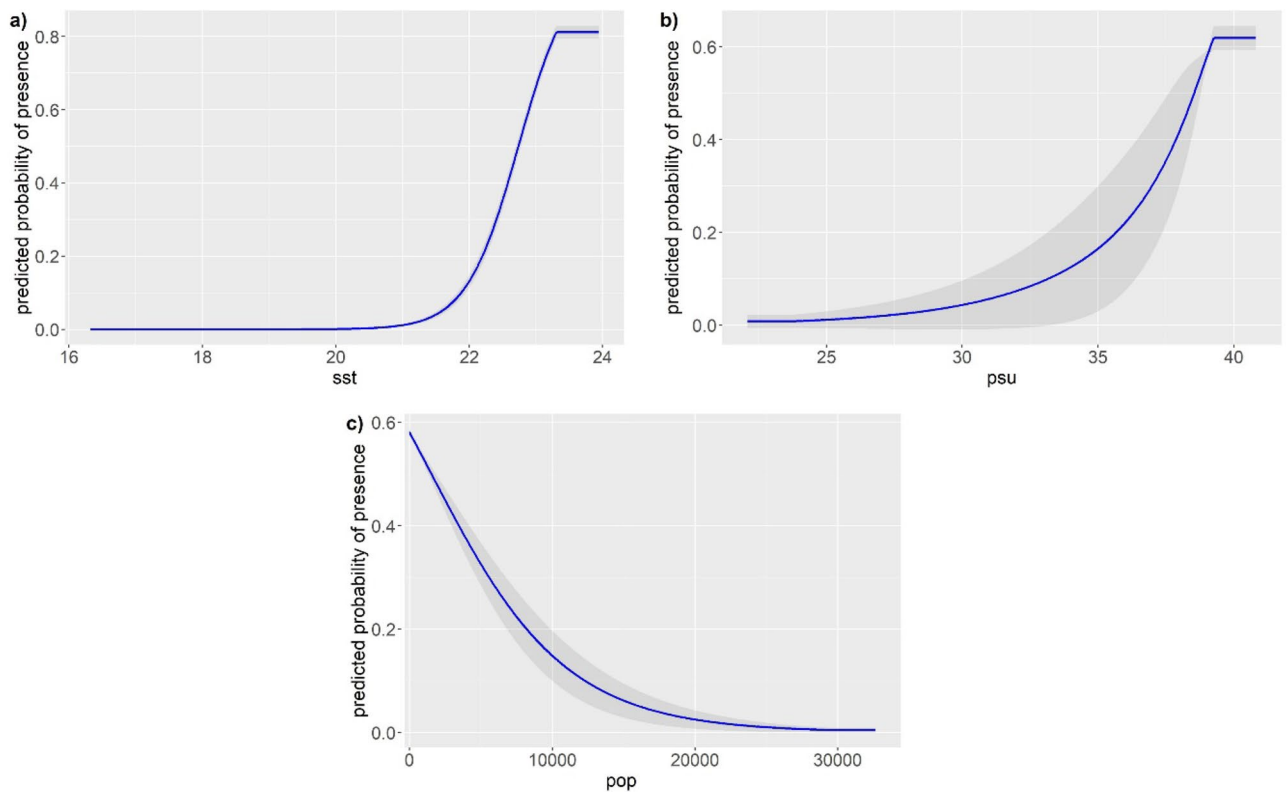 a)
predicted probability of presence
0.8
0.6
0.4
0.2
0.0
16 18 20 22 24
sst
b)
predicted probability of presence
0.6
0.4
0.2
0.0
25 30 35 40
psu
c)
predicted probability of presence
0.6
0.4
0.2
0.0
0 10000 20000 30000
pop